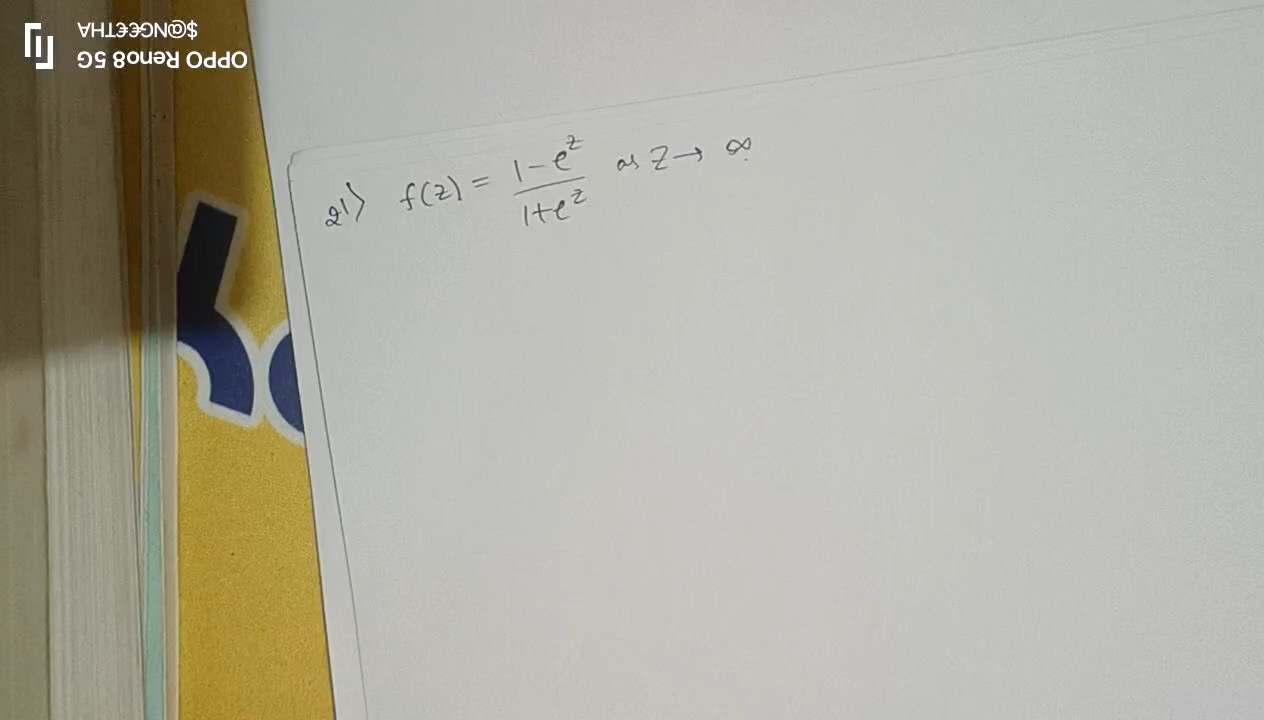 $@NGEETHA
OPPO Reno8 5G
21) f(z) = (1-e^z)/(1+e^z) as z→ ∞